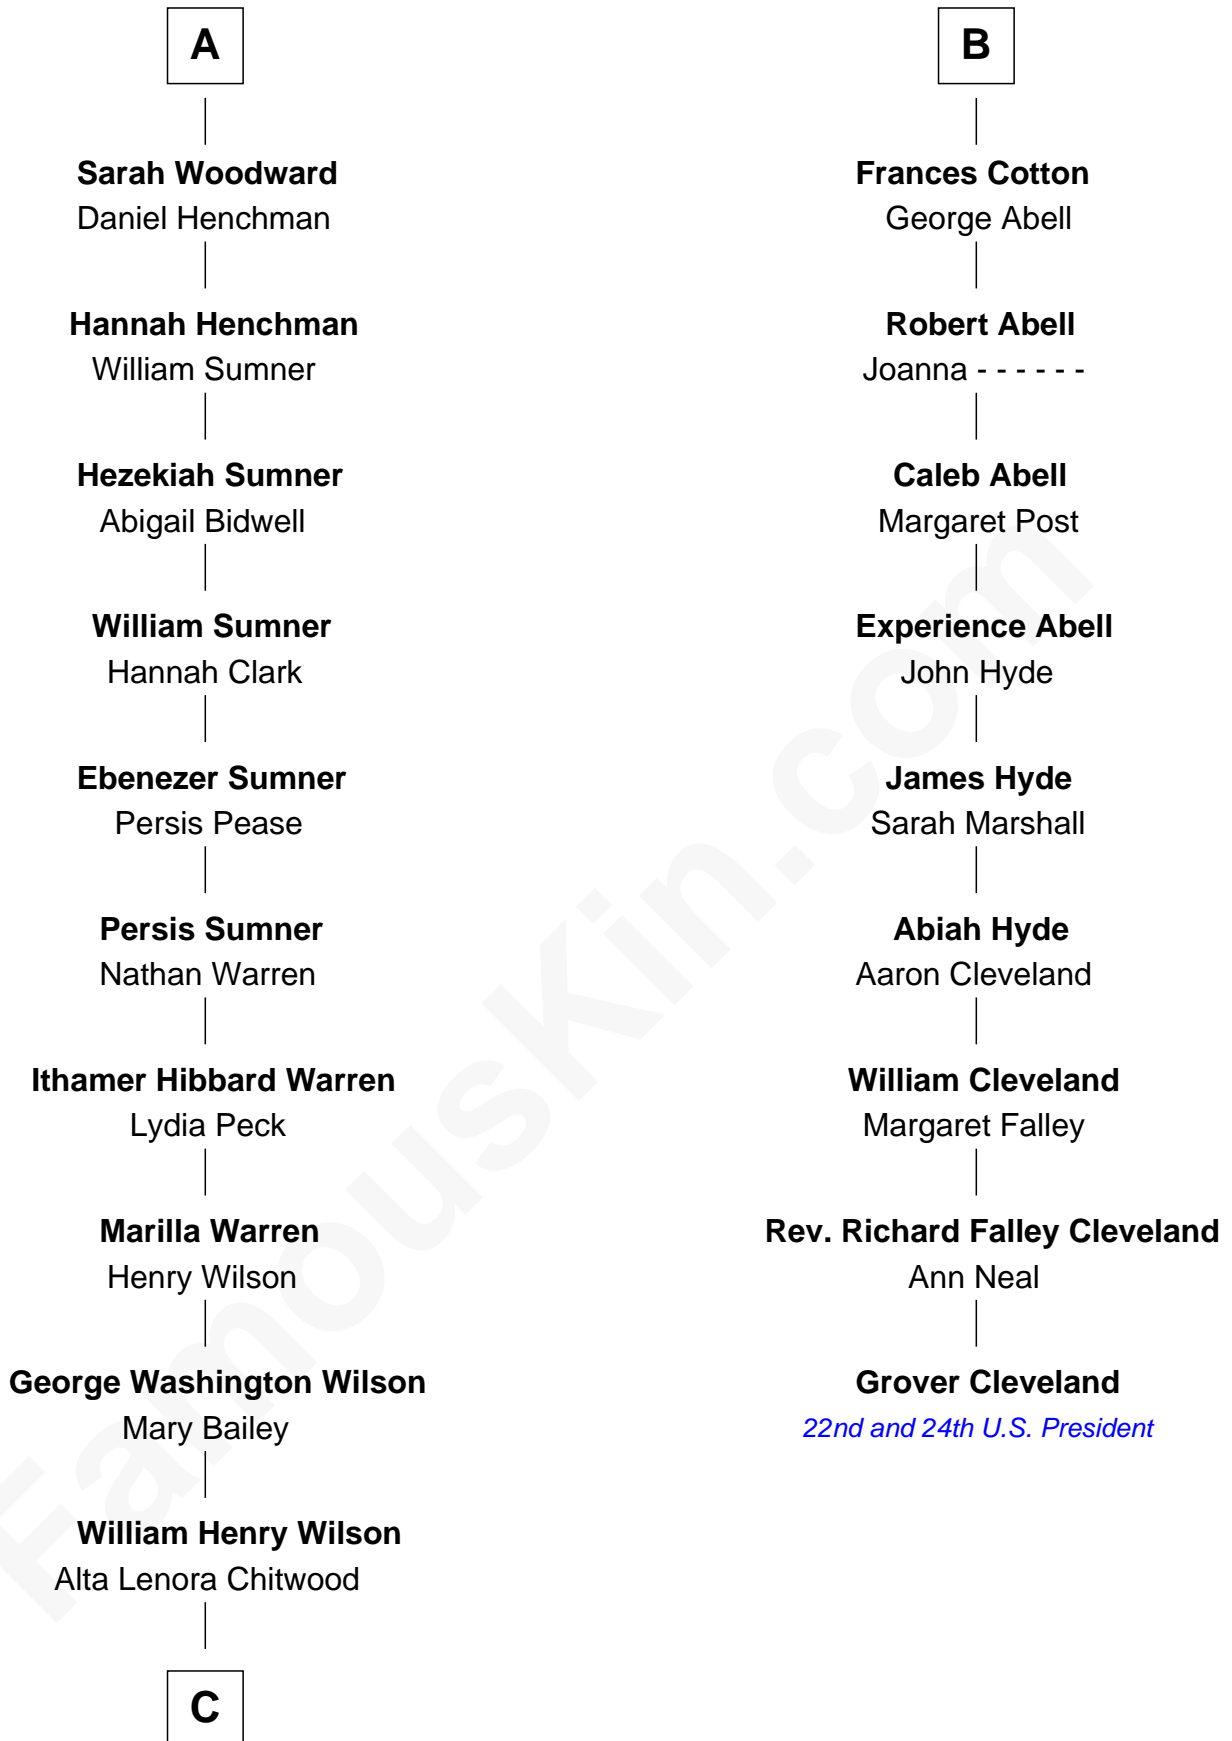 A
Sarah Woodward
Daniel Henchman
Hannah Henchman
William Sumner
Hezekiah Sumner
Abigail Bidwell
William Sumner
Hannah Clark
Ebenezer Sumner
Persis Pease
Persis Sumner
Nathan Warren
Ithamer Hibbard Warren
Lydia Peck
Marilla Warren
Henry Wilson
George Washington Wilson
Mary Bailey
William Henry Wilson
Alta Lenora Chitwood
C
B
Frances Cotton
George Abell
Robert Abell
Joanna - - - - - -
Caleb Abell
Margaret Post
Experience Abell
John Hyde
James Hyde
Sarah Marshall
Abiah Hyde
Aaron Cleveland
William Cleveland
Margaret Falley
Rev. Richard Falley Cleveland
Ann Neal
Grover Cleveland
22nd and 24th U.S. President
FamousKin.com